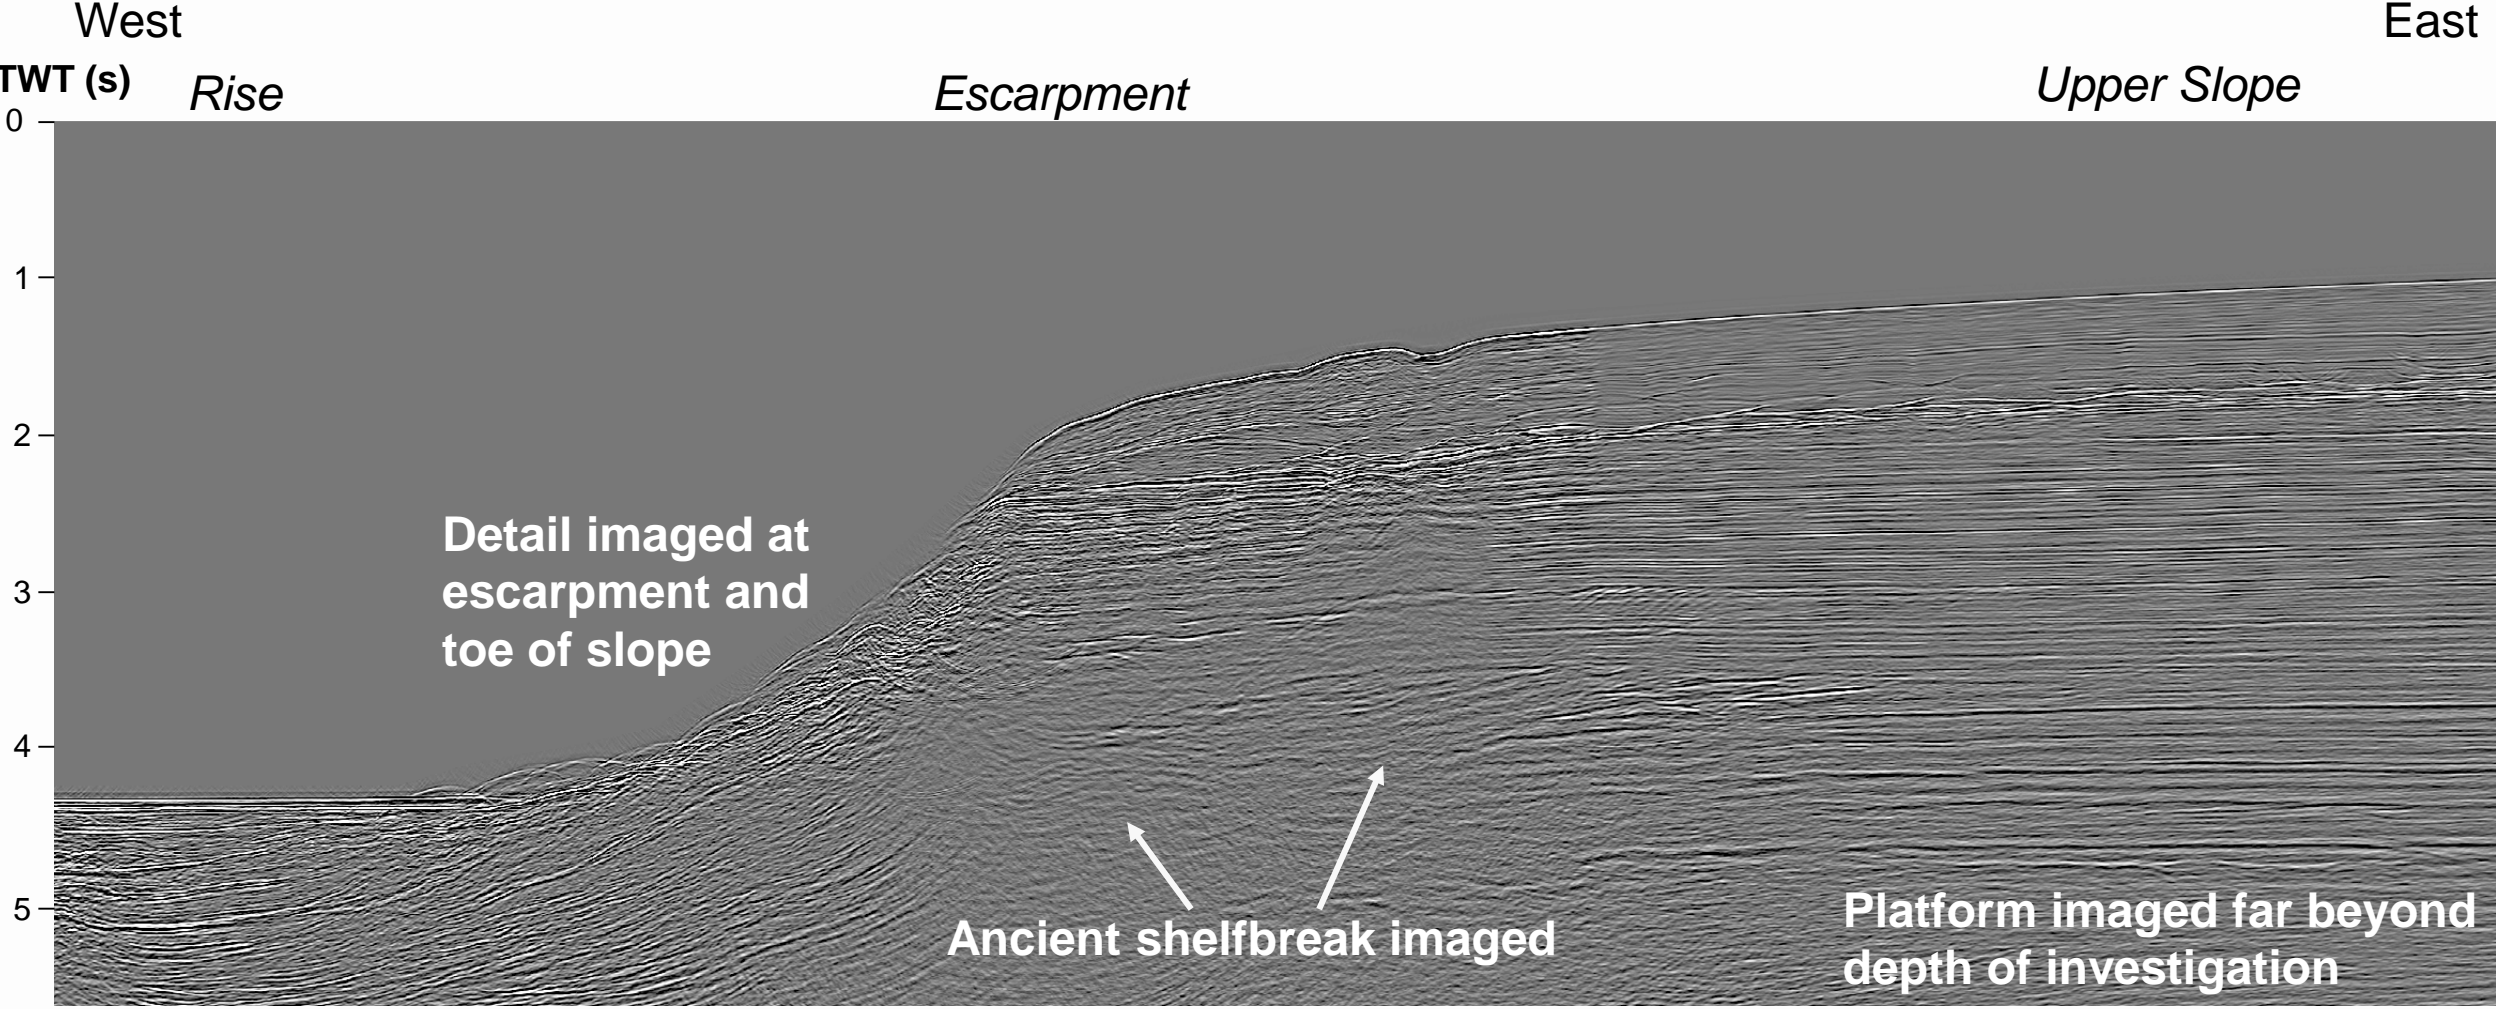 West
East
TWT (s)
Rise
Escarpment
Upper Slope
0
1
2
Detail imaged at
escarpment and
toe of slope
3
4
5
Ancient shelfbreak imaged
Platform imaged far beyond
depth of investigation